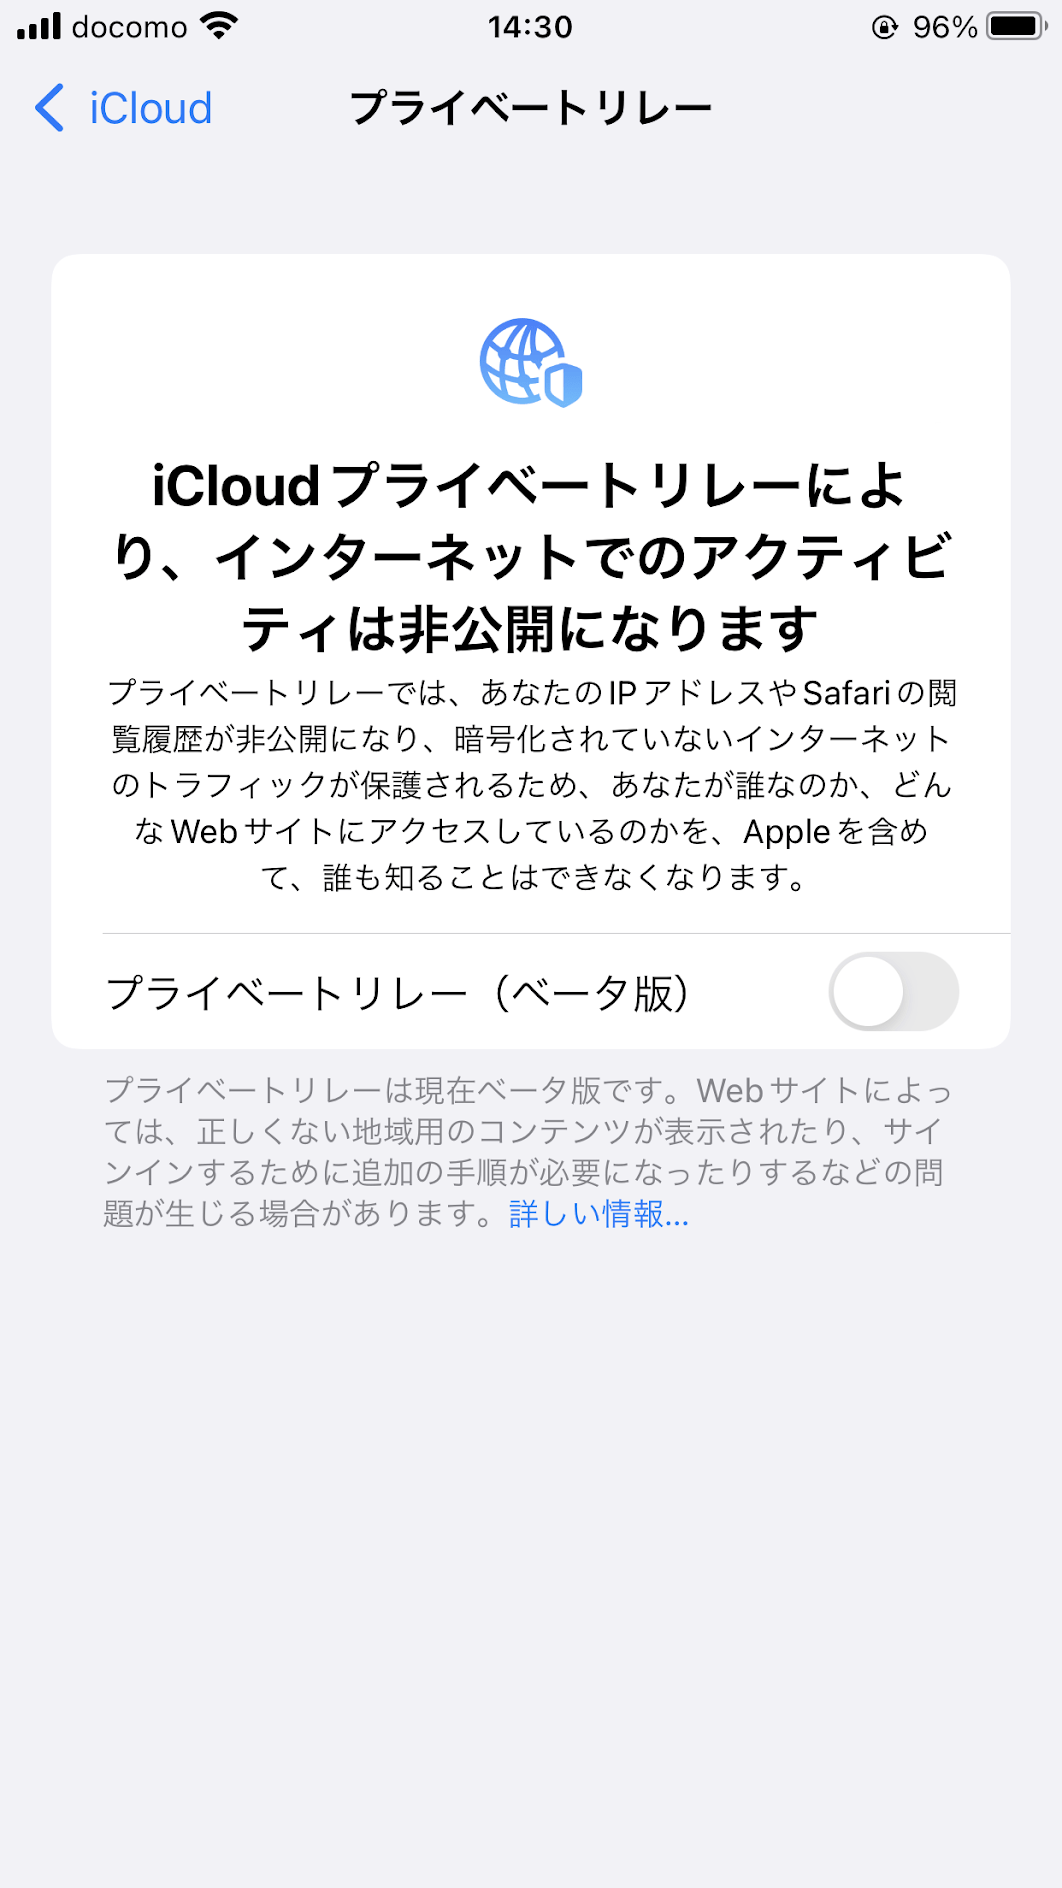 docomo 14:30 96%
iCloud プライベートリレー
iCloudプライベートリレーによ
り、インターネットでのアクティビ
ティは非公開になります
プライベートリレーでは、あなたのIPアドレスやSafariの閲
覧履歴が非公開になり、暗号化されていないインターネット
のトラフィックが保護されるため、あなたが誰なのか、どん
なWebサイトにアクセスしているのかを、Appleを含め
て、誰も知ることはできなくなります。
プライベートリレー（ベータ版）
プライベートリレーは現在ベータ版です。Webサイトによっ
ては、正しくない地域用のコンテンツが表示されたり、サイ
ンインするために追加の手順が必要になったりするなどの問
題が生じる場合があります。詳しい情報...